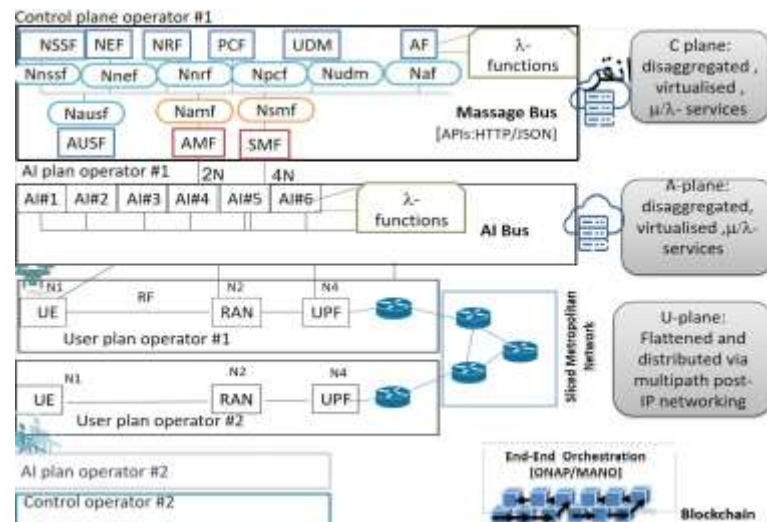 Control plane operator #1
NSSF NEF NRF PCF UDM AF
λ-
functions
Nnssf Nnef Nnrf Npcf Nudm Naf
Nausf Namf Nsmf
Massage Bus
[APIs:HTTP/JSON]
AUSF AMF SMF
C plane:
disaggregated ,
virtualised ,
μ/λ- services
AI plan operator #1
2N 4N
AI#1 AI#2 AI#3 AI#4 AI#5 AI#6
λ-
functions
AI Bus
A-plane:
disaggregated,
virtualised ,μ/λ-
services
N1 N2 N4
RF
UE RAN UPF
User plan operator #1
N1 N2 N4
UE RAN UPF
User plan operator #2
Sliced Metropolitan
Network
U-plane:
Flattened and
distributed via
multipath post-
IP networking
AI plan operator #2
Control operator #2
End-End Orchestration
[ONAP/MANO]
Blockchain